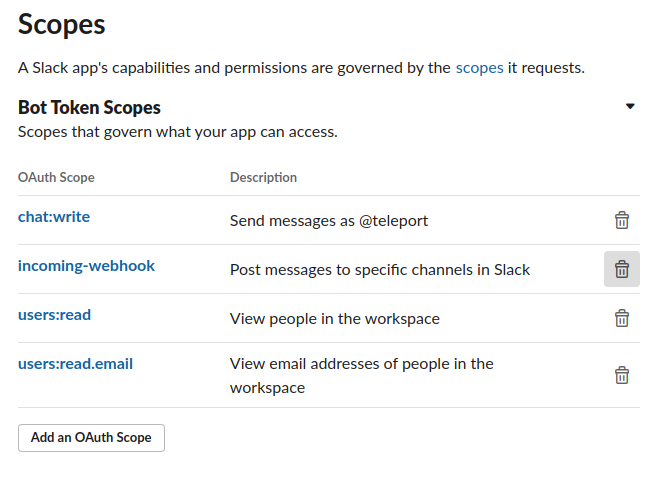 Scopes
A Slack app's capabilities and permissions are governed by the scopes it requests.
Bot Token Scopes
Scopes that govern what your app can access.
OAuth Scope Description
chat:write Send messages as @teleport
incoming-webhook Post messages to specific channels in Slack
users:read View people in the workspace
users:read.email View email addresses of people in the
workspace
Add an OAuth Scope